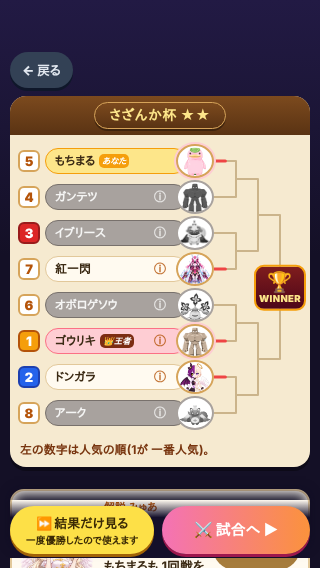 ← 戻る
さざんか杯 ★★
5 もちまる あなた
4 ガンテツ ⓘ
3 イブリース ⓘ
7 紅一閃 ⓘ
6 オボロゲソウ ⓘ
1 ゴウリキ 👑王者 ⓘ
2 ドンガラ ⓘ
8 アーク ⓘ
WINNER
左の数字は人気の順(1が 一番人気)。
⏩ 結果だけ見る
一度優勝したので使えます
⚔️ 試合へ ▶
もちまるも 1回戦を